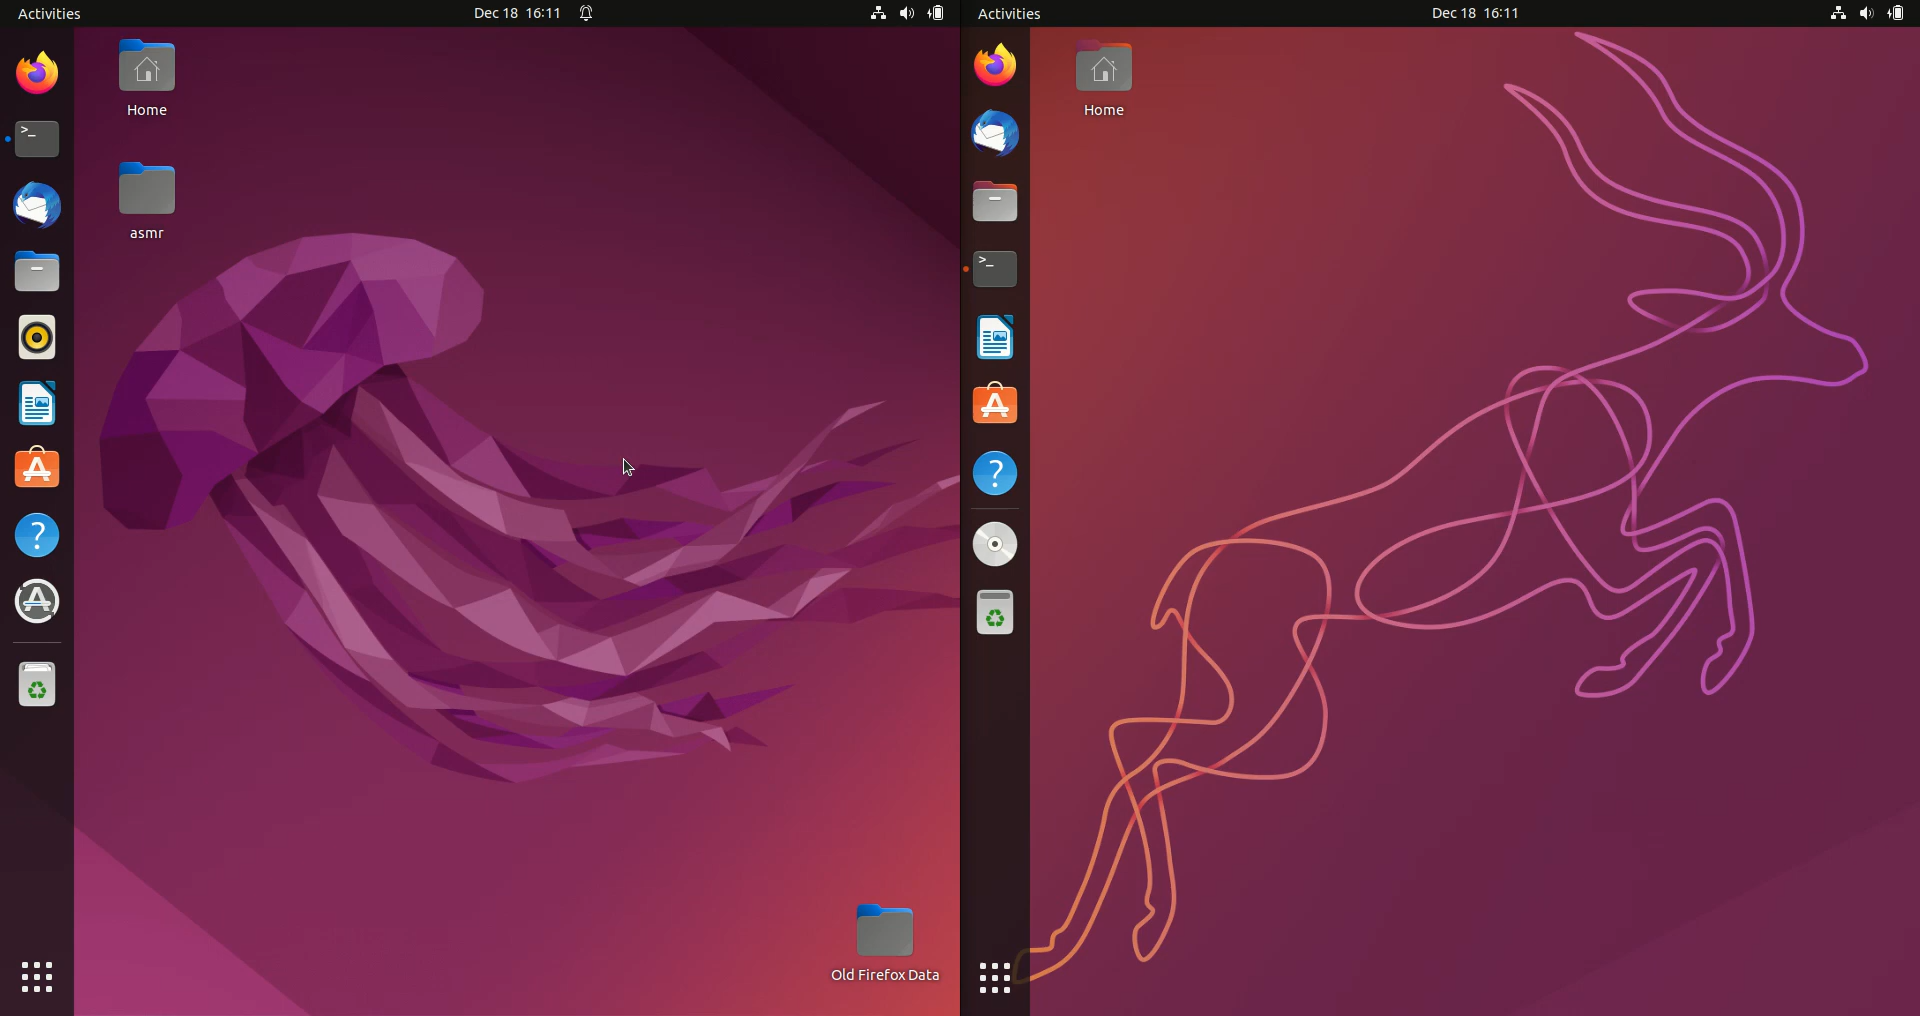 Activities
Dec 18 16:11
Home
>_
asmr
?
Old Firefox Data
Activities
Dec 18 16:11
Home
>_
?